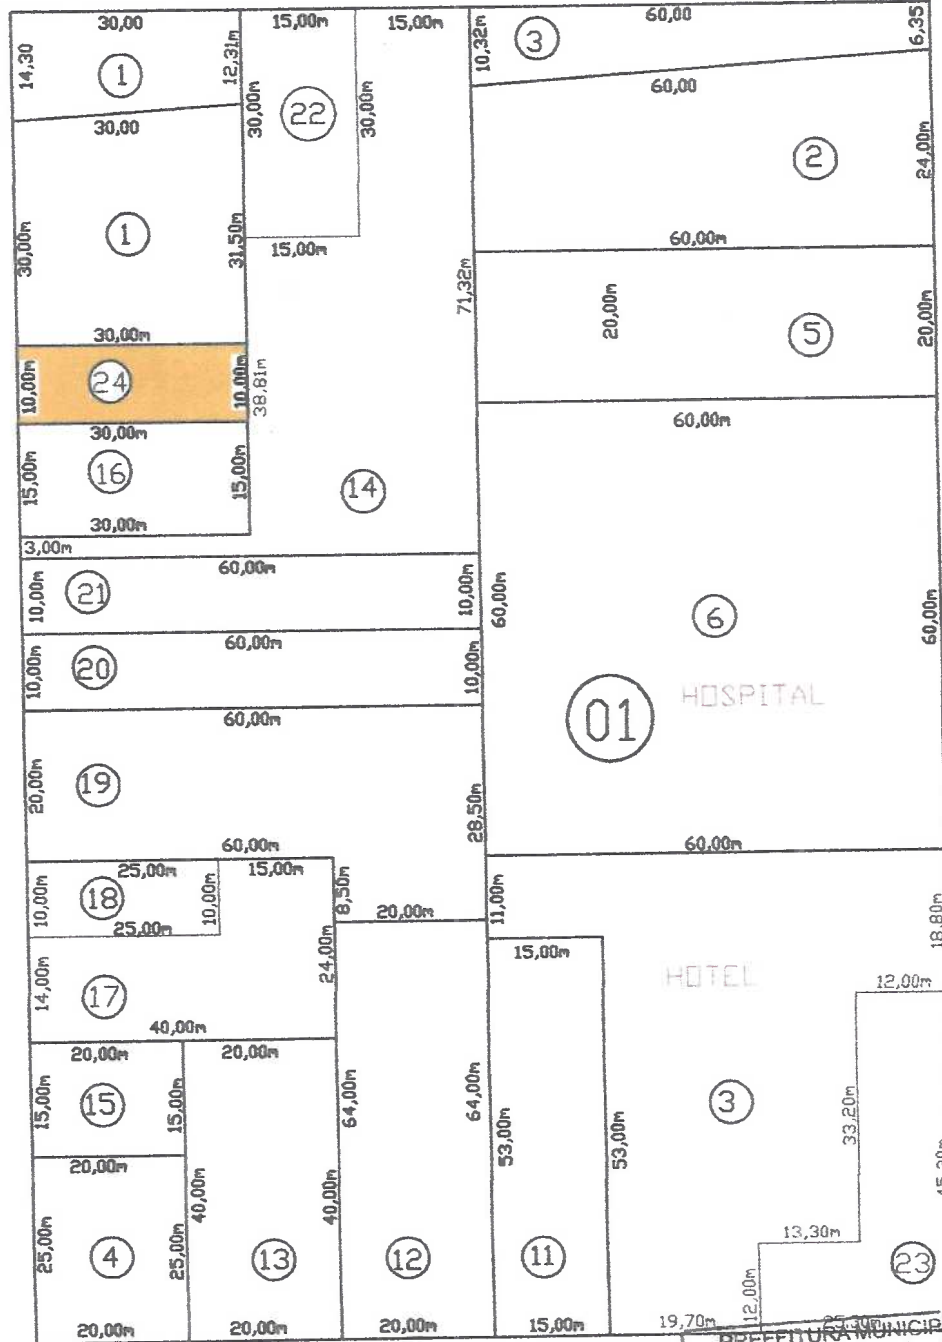 30,00
15,00m
15,00m
60,00
14,30
1
12,31m
10,32m
3
6,35
30,00
30,00m
22
30,00m
60,00
2
24,00m
30,00m
1
31,50m
15,00m
60,00m
71,32m
20,00m
5
20,00m
30,00m
10,00m
24
10,00m
38,81m
30,00m
60,00m
15,00m
16
15,00m
14
30,00m
3,00m
60,00m
10,00m
21
10,00m
60,00m
6
60,00m
60,00m
10,00m
20
10,00m
HOSPITAL
01
60,00m
20,00m
19
28,50m
60,00m
60,00m
25,00m
15,00m
10,00m
18
10,00m
8,50m
20,00m
11,00m
18,80m
25,00m
15,00m
24,00m
HOTEL
12,00m
14,00m
17
40,00m
20,00m
20,00m
15,00m
15
15,00m
64,00m
64,00m
3
33,20m
53,00m
53,00m
20,00m
40,00m
40,00m
25,00m
4
25,00m
13
12
11
13,30m
23
12,00m
20,00m
20,00m
20,00m
15,00m
19,70m
PREFEITURA MUNICIP